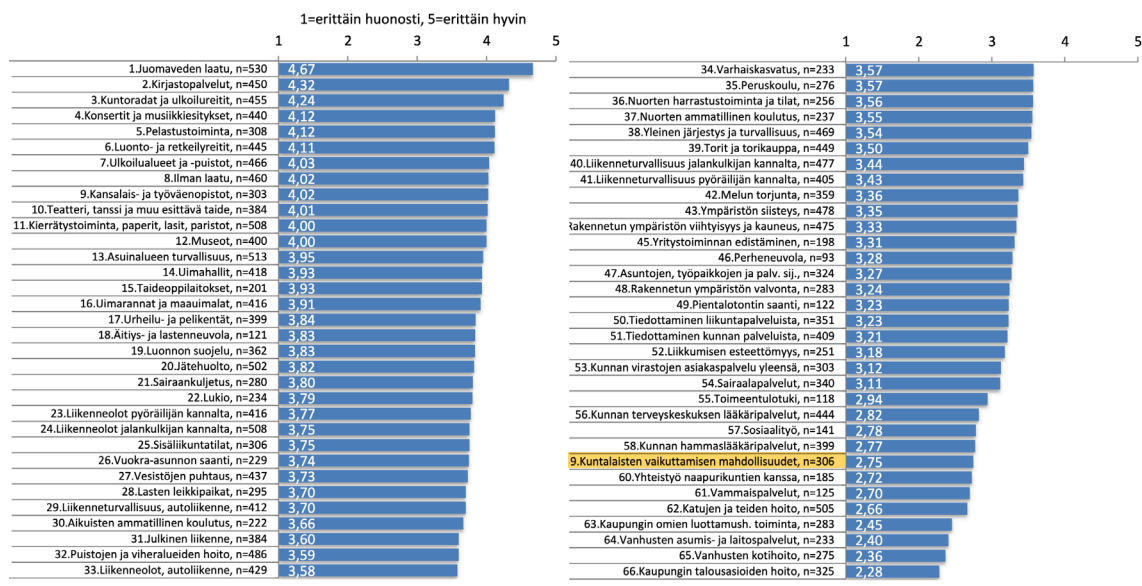 1=erittäin huonosti, 5=erittäin hyvin
1 2 3 4 5
1.Juomaveden laatu, n=530 4,67
2.Kirjastopalvelut, n=450 4,32
3.Kuntoradat ja ulkoilureitit, n=455 4,24
4.Konsertit ja musiikkiesitykset, n=440 4,12
5.Pelastustoiminta, n=308 4,12
6.Luonto- ja retkeilyreitit, n=445 4,11
7.Ulkoilualueet ja -puistot, n=466 4,03
8.Ilman laatu, n=460 4,02
9.Kansalais- ja työväenopistot, n=303 4,02
10.Teatteri, tanssi ja muu esittävä taide, n=384 4,01
11.Kierrätystoiminta, paperit, lasit, paristot, n=508 4,00
12.Museot, n=400 4,00
13.Asuinalueen turvallisuus, n=513 3,95
14.Uimahallit, n=418 3,93
15.Taideoppilaitokset, n=201 3,93
16.Uimarannat ja maauimalat, n=416 3,91
17.Urheilu- ja pelikentät, n=399 3,84
18.Äitiys- ja lastenneuvola, n=121 3,83
19.Luonnon suojelu, n=362 3,83
20.Jätehuolto, n=502 3,82
21.Sairaankuljetus, n=280 3,80
22.Lukio, n=234 3,79
23.Liikenneolot pyöräilijän kannalta, n=416 3,77
24.Liikenneolot jalankulkijan kannalta, n=508 3,75
25.Sisäliikuntatilat, n=306 3,75
26.Vuokra-asunnon saanti, n=229 3,74
27.Vesistöjen puhtaus, n=437 3,73
28.Lasten leikkipaikat, n=295 3,70
29.Liikenneturvallisuus, autoliikenne, n=412 3,70
30.Aikuisten ammatillinen koulutus, n=222 3,66
31.Julkinen liikenne, n=384 3,60
32.Puistojen ja viheralueiden hoito, n=486 3,59
33.Liikenneolot, autoliikenne, n=429 3,58
1 2 3 4 5
34.Varhaiskasvatus, n=233 3,57
35.Peruskoulu, n=276 3,57
36.Nuorten harrastustoiminta ja tilat, n=256 3,56
37.Nuorten ammatillinen koulutus, n=237 3,55
38.Yleinen järjestys ja turvallisuus, n=469 3,54
39.Torit ja torikauppa, n=449 3,50
40.Liikenneturvallisuus jalankulkijan kannalta, n=477 3,44
41.Liikenneturvallisuus pyöräilijän kannalta, n=405 3,43
42.Melun torjunta, n=359 3,36
43.Ympäristön siisteys, n=478 3,35
Rakennetun ympäristön viihtyisyys ja kauneus, n=475 3,33
45.Yritystoiminnan edistäminen, n=198 3,31
46.Perheneuvola, n=93 3,28
47.Asuntojen, työpaikkojen ja palv. sij., n=324 3,27
48.Rakennetun ympäristön valvonta, n=283 3,24
49.Pientalotontin saanti, n=122 3,23
50.Tiedottaminen liikuntapalveluista, n=351 3,23
51.Tiedottaminen kunnan palveluista, n=409 3,21
52.Liikkumisen esteettömyys, n=251 3,18
53.Kunnan virastojen asiakaspalvelu yleensä, n=303 3,12
54.Sairaalapalvelut, n=340 3,11
55.Toimeentulotuki, n=118 2,94
56.Kunnan terveyskeskuksen lääkäripalvelut, n=444 2,82
57.Sosiaalityö, n=141 2,78
58.Kunnan hammaslääkäripalvelut, n=399 2,77
9.Kuntalaisten vaikuttamisen mahdollisuudet, n=306 2,75
60.Yhteistyö naapurikuntien kanssa, n=185 2,72
61.Vammaispalvelut, n=125 2,70
62.Katujen ja teiden hoito, n=505 2,66
63.Kaupungin omien luottamush. toiminta, n=283 2,45
64.Vanhusten asumis- ja laitospalvelut, n=233 2,40
65.Vanhusten kotihoito, n=275 2,36
66.Kaupungin talousasioiden hoito, n=325 2,28